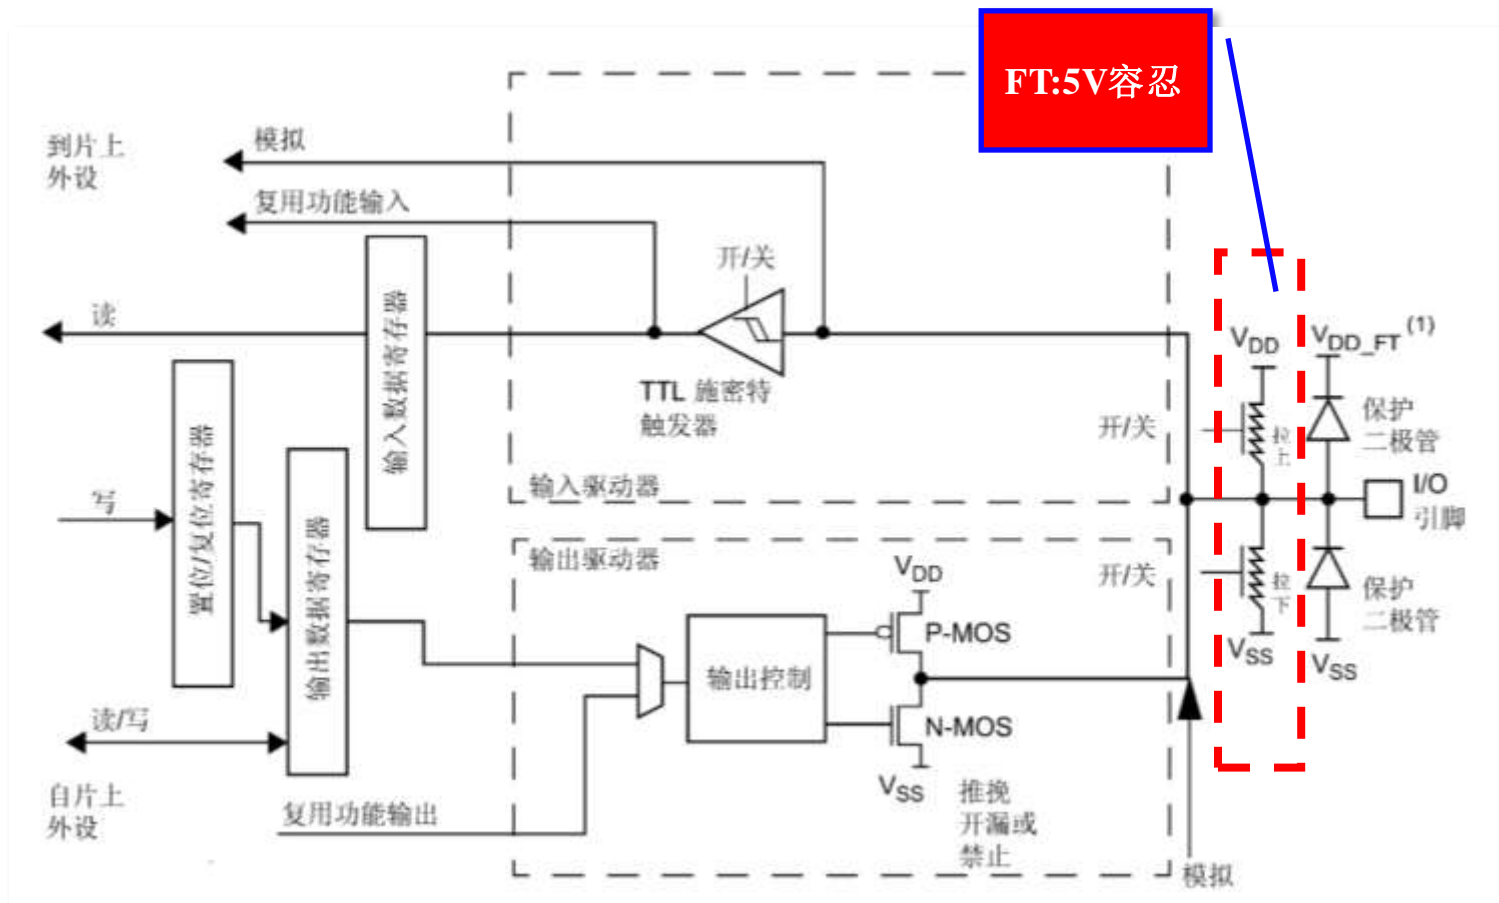 FT:5V容忍
到片上
外设
模拟
复用功能输入
开/关
读
输入数据寄存器
TTL 施密特
触发器
输入驱动器
开/关
VDD
VDD_FT (1)
拉上
保护
二极管
I/O
引脚
写
置位/复位寄存器
输出数据寄存器
输出驱动器
开/关
拉下
保护
二极管
VSS
VSS
VDD
P-MOS
输出控制
N-MOS
VSS
推挽
开漏或
禁止
读/写
自片上
外设
复用功能输出
模拟